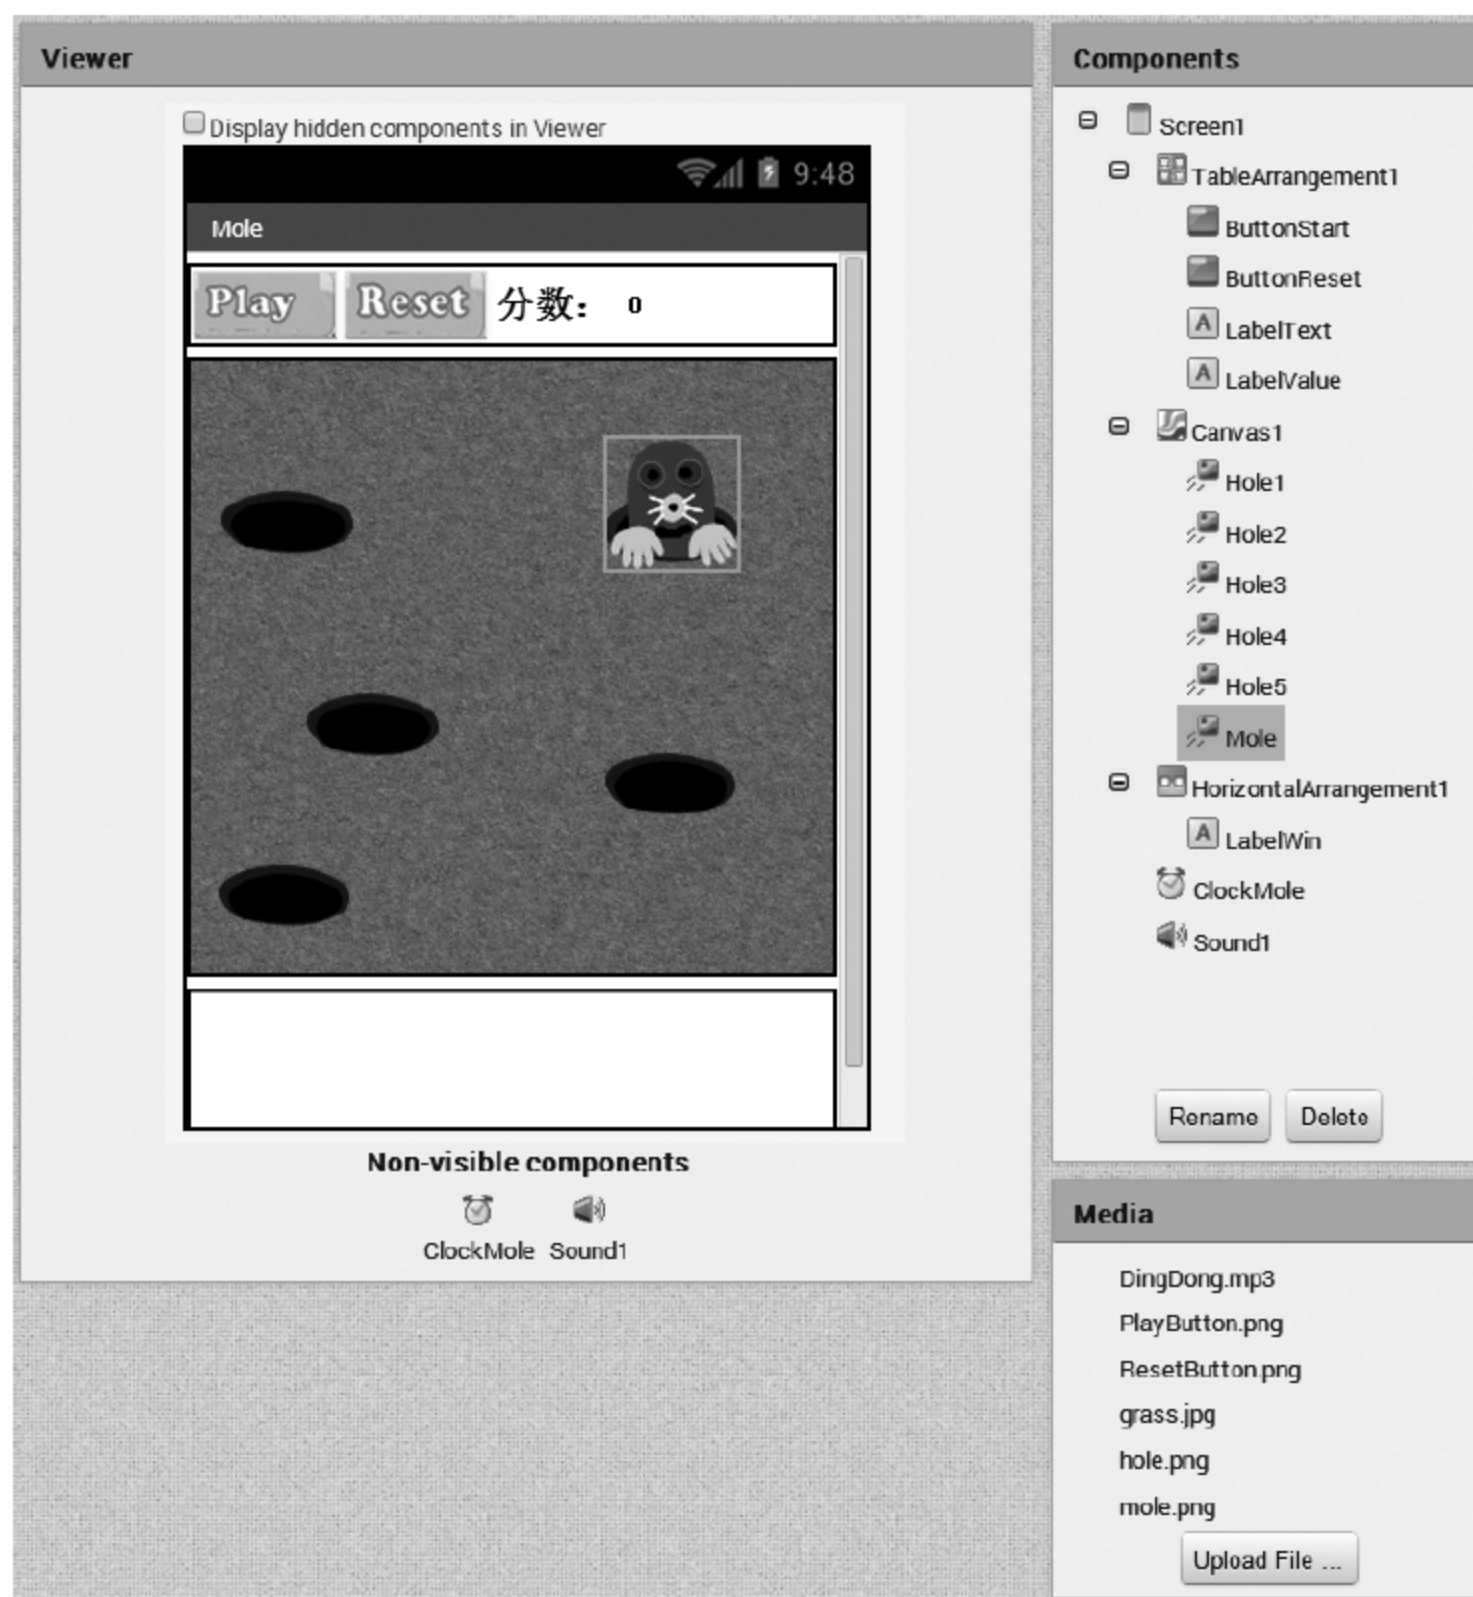 Viewer
Display hidden components in Viewer
9:48
Mole
Play Reset 分数: 0
Non-visible components
ClockMole Sound1
Components
Screen1
TableArrangement1
ButtonStart
ButtonReset
LabelText
LabelValue
Canvas1
Hole1
Hole2
Hole3
Hole4
Hole5
Mole
HorizontalArrangement1
LabelWin
ClockMole
Sound1
Rename Delete
Media
DingDong.mp3
PlayButton.png
ResetButton.png
grass.jpg
hole.png
mole.png
Upload File ...